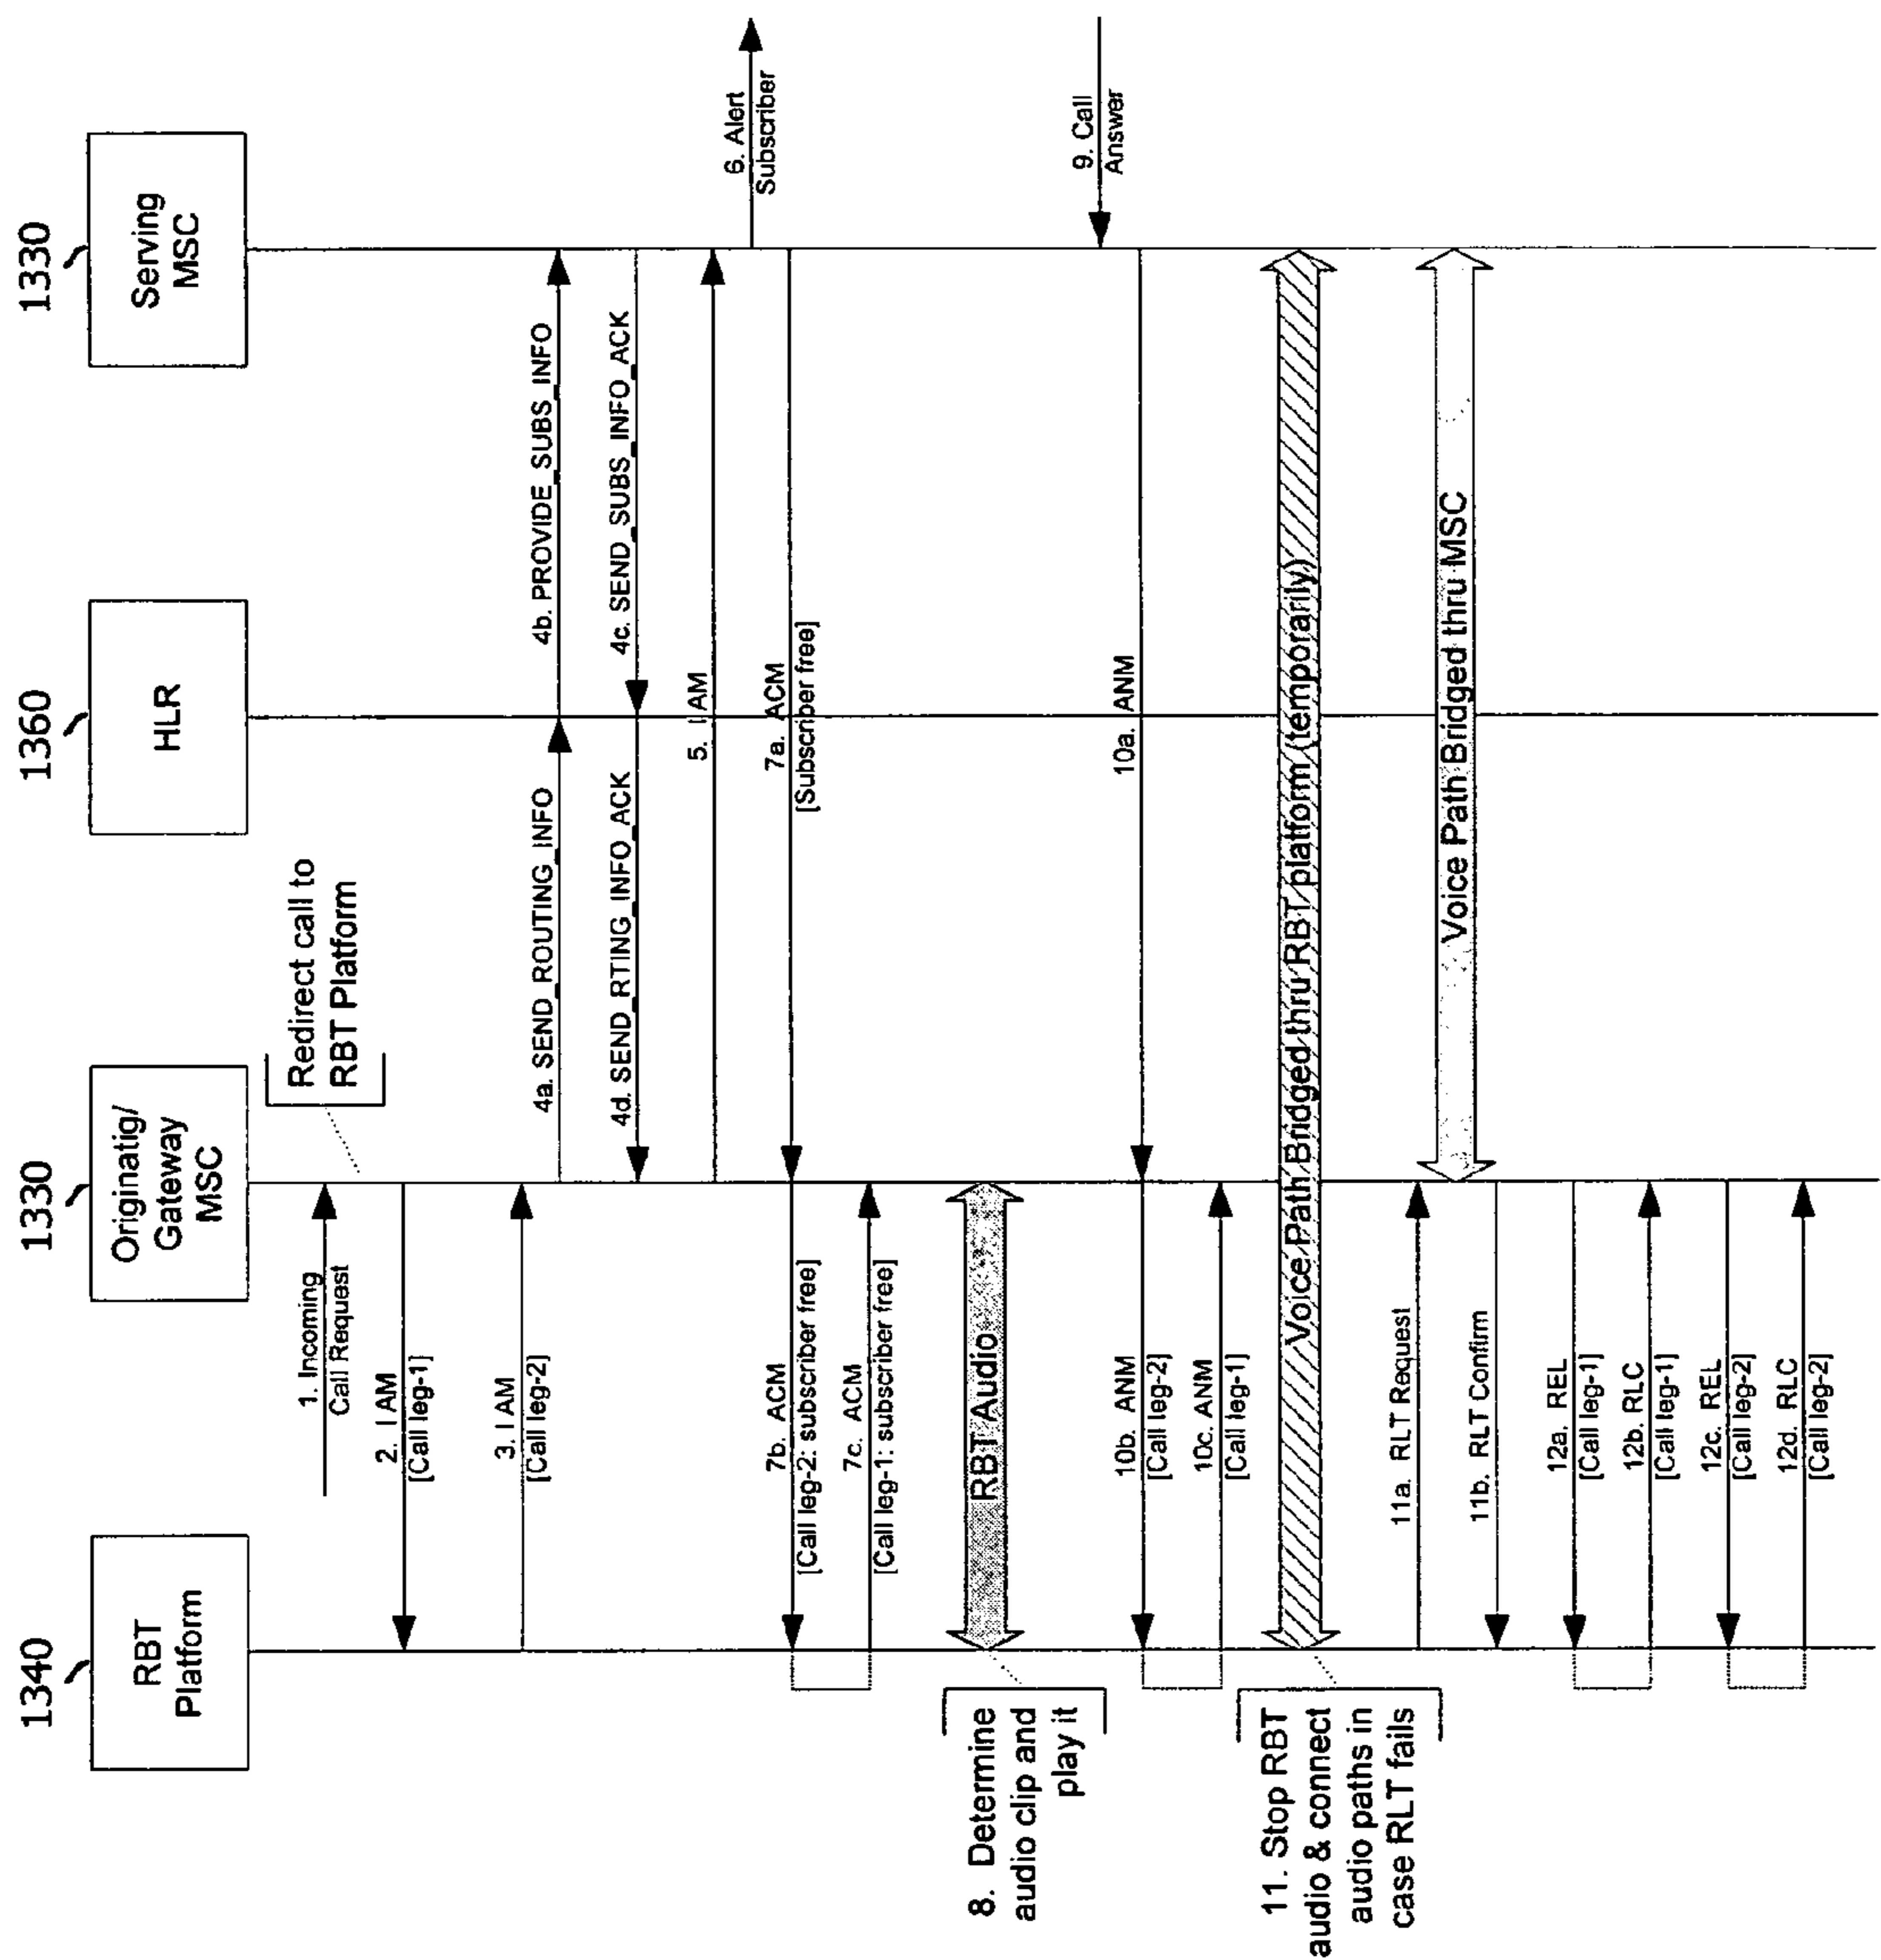 1340
RBT
Platform
1330
Originatig/
Gateway
MSC
1360
HLR
1330
Serving
MSC
1. Incoming
Call Request
Redirect call to
RBT Platform
2. I AM
[Call leg-1]
3. I AM
[Call leg-2]
4a. SEND_ROUTING_INFO
4b. PROVIDE_SUBS_INFO
4c. SEND_SUBS_INFO_ACK
4d. SEND_RTING_INFO_ACK
5. I AM
6. Alert
Subscriber
7a. ACM
[Subscriber free]
7b. ACM
[Call leg-2: subscriber free]
7c. ACM
[Call leg-1: subscriber free]
8. Determine
audio clip and
play it
RBT Audio
9. Call
Answer
10a. ANM
10b. ANM
[Call leg-2]
10c. ANM
[Call leg-1]
11. Stop RBT
audio & connect
audio paths in
case RLT fails
Voice Path Bridged thru RBT platform (temporarily)
11a. RLT Request
Voice Path Bridged thru MSC
11b. RLT Confirm
12a. REL
[Call leg-1]
12b. RLC
[Call leg-1]
12c. REL
[Call leg-2]
12d. RLC
[Call leg-2]